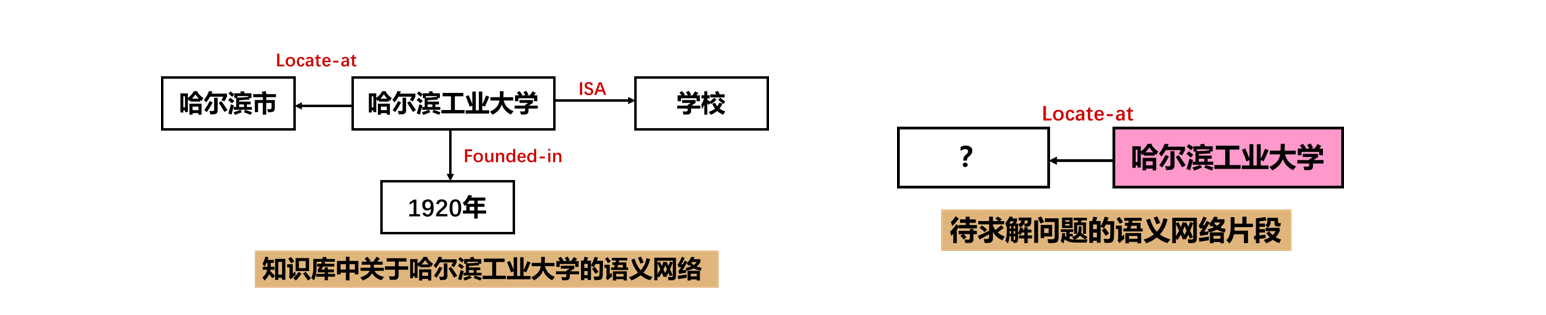 Locate-at
哈尔滨市
哈尔滨工业大学
ISA
学校
Founded-in
1920年
知识库中关于哈尔滨工业大学的语义网络
Locate-at
？
哈尔滨工业大学
待求解问题的语义网络片段